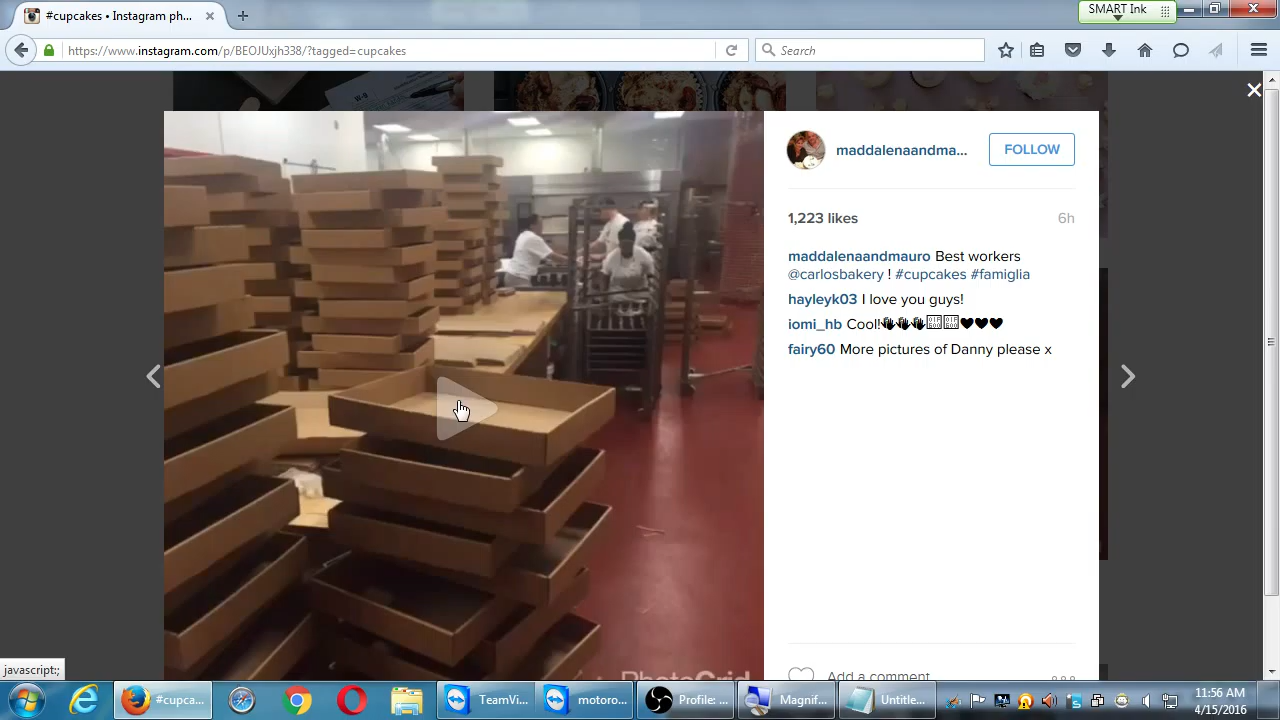 #cupcakes • Instagram ph...
SMART Ink
https://www.instagram.com/p/BEOJUxjh338/?tagged=cupcakes
Search
maddalenaandma...
FOLLOW
1,223 likes
6h
maddalenaandmauro Best workers
@carlosbakery ! #cupcakes #famiglia
hayleyk03 I love you guys!
iomi_hb Cool!
fairy60 More pictures of Danny please x
PhotoGrid
Add a comment
javascript:;
#cupca...
TeamVi...
motoro...
Profile: ...
Magnif...
Untitle...
11:56 AM
4/15/2016